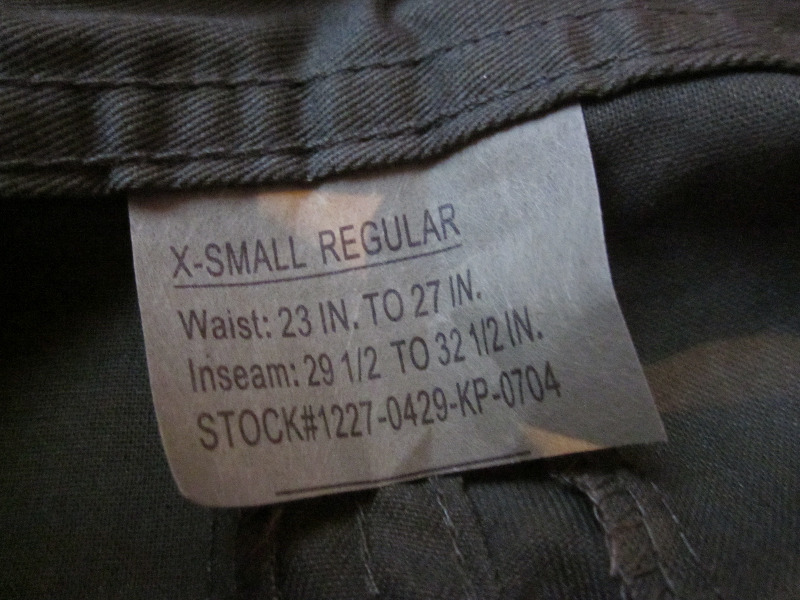 X-SMALL REGULAR
Waist: 23 IN. TO 27 IN.
Inseam: 29 1/2 TO 32 1/2 IN.
STOCK#1227-0429-KP-0704